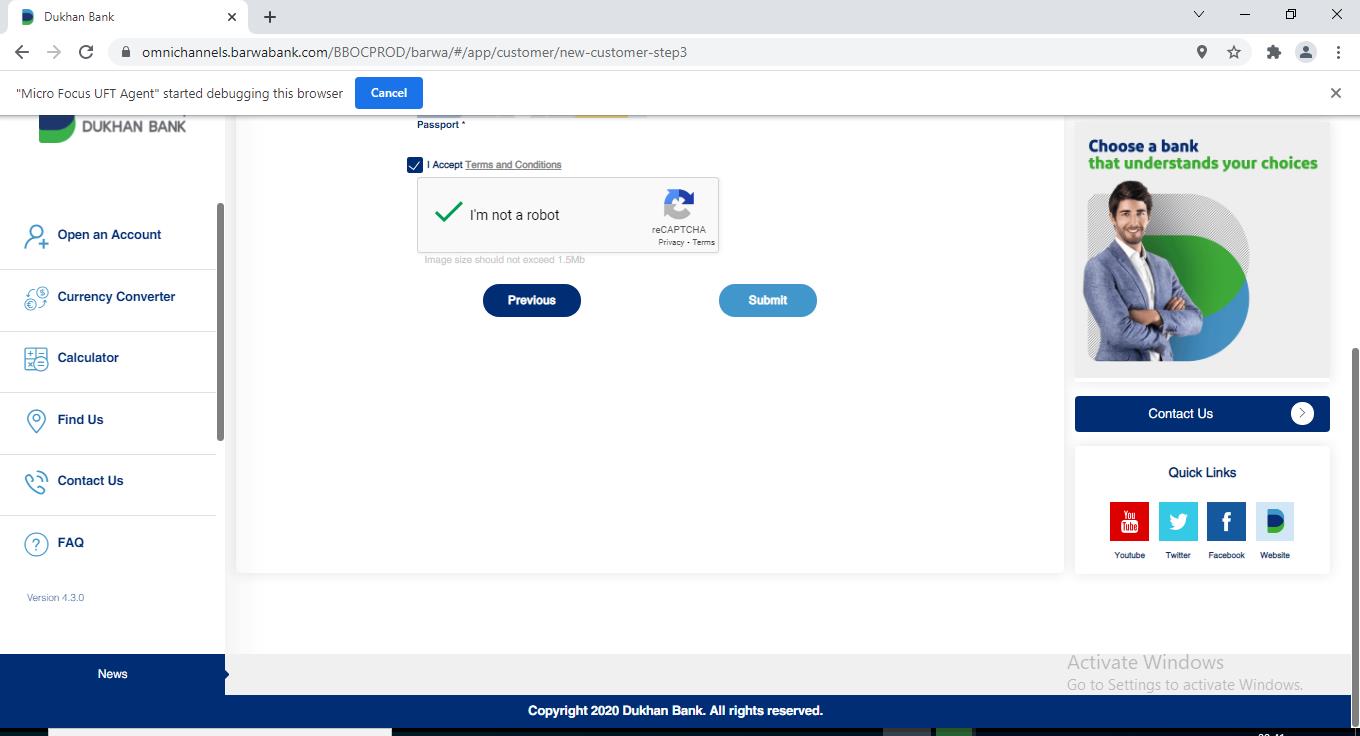 Dukhan Bank
omnichannels.barwabank.com/BBOCPROD/barwa/#/app/customer/new-customer-step3
"Micro Focus UFT Agent" started debugging this browser
Cancel
DUKHAN BANK
Open an Account
Currency Converter
Calculator
Find Us
Contact Us
FAQ
Version 4.3.0
News
Passport *
I Accept Terms and Conditions
I'm not a robot
reCAPTCHA
Privacy - Terms
Image size should not exceed 1.5Mb
Previous
Submit
Choose a bank
that understands your choices
Contact Us
Quick Links
You
Tube
Youtube
Twitter
Facebook
Website
Activate Windows
Go to Settings to activate Windows.
Copyright 2020 Dukhan Bank. All rights reserved.